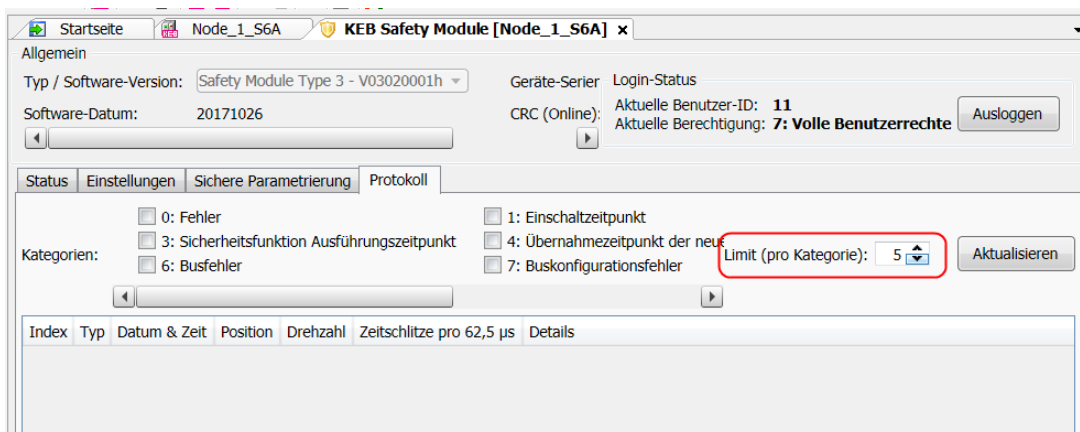 Startseite Node_1_S6A KEB Safety Module [Node_1_S6A] x
Allgemein
Typ / Software-Version: Safety Module Type 3 - V03020001h Geräte-Serier Login-Status
Aktuelle Benutzer-ID: 11
Software-Datum: 20171026 CRC (Online): Aktuelle Berechtigung: 7: Volle Benutzerrechte Ausloggen
Status Einstellungen Sichere Parametrierung Protokoll
0: Fehler 1: Einschaltzeitpunkt
3: Sicherheitsfunktion Ausführungszeitpunkt 4: Übernahmezeitpunkt der neue
Kategorien: Limit (pro Kategorie): 5 Aktualisieren
6: Busfehler 7: Buskonfigurationsfehler
Index Typ Datum & Zeit Position Drehzahl Zeitschlitze pro 62,5 µs Details